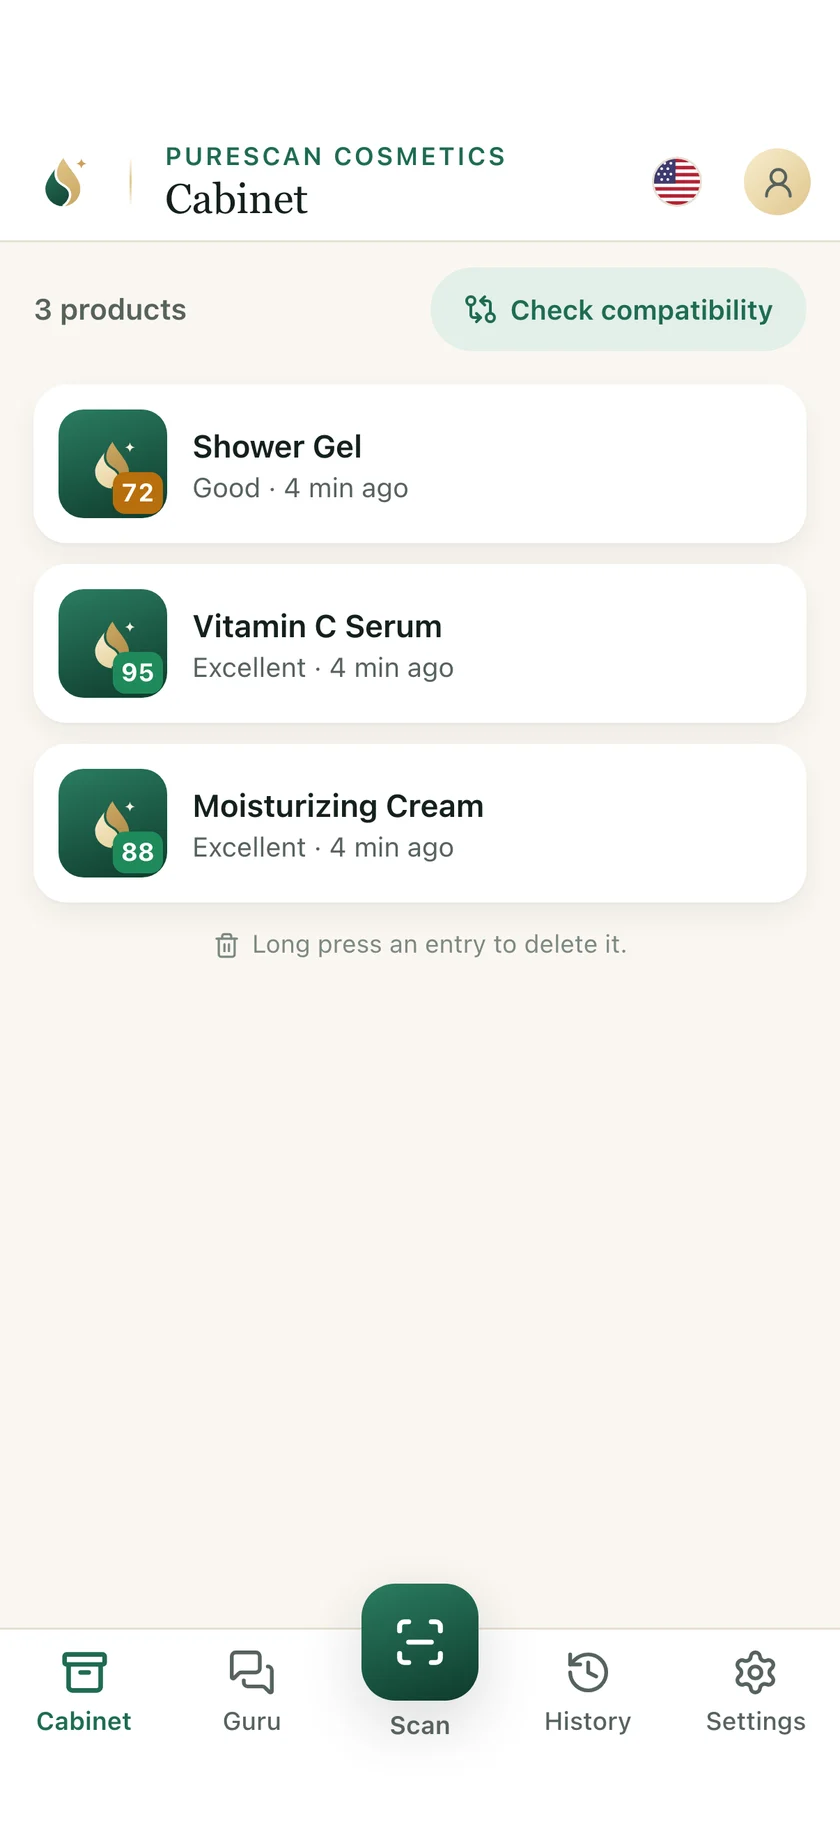 PURESCAN COSMETICS
Cabinet
3 products
Check compatibility
Shower Gel
72
Good · 4 min ago
Vitamin C Serum
95
Excellent · 4 min ago
Moisturizing Cream
88
Excellent · 4 min ago
Long press an entry to delete it.
Cabinet
Guru
Scan
History
Settings